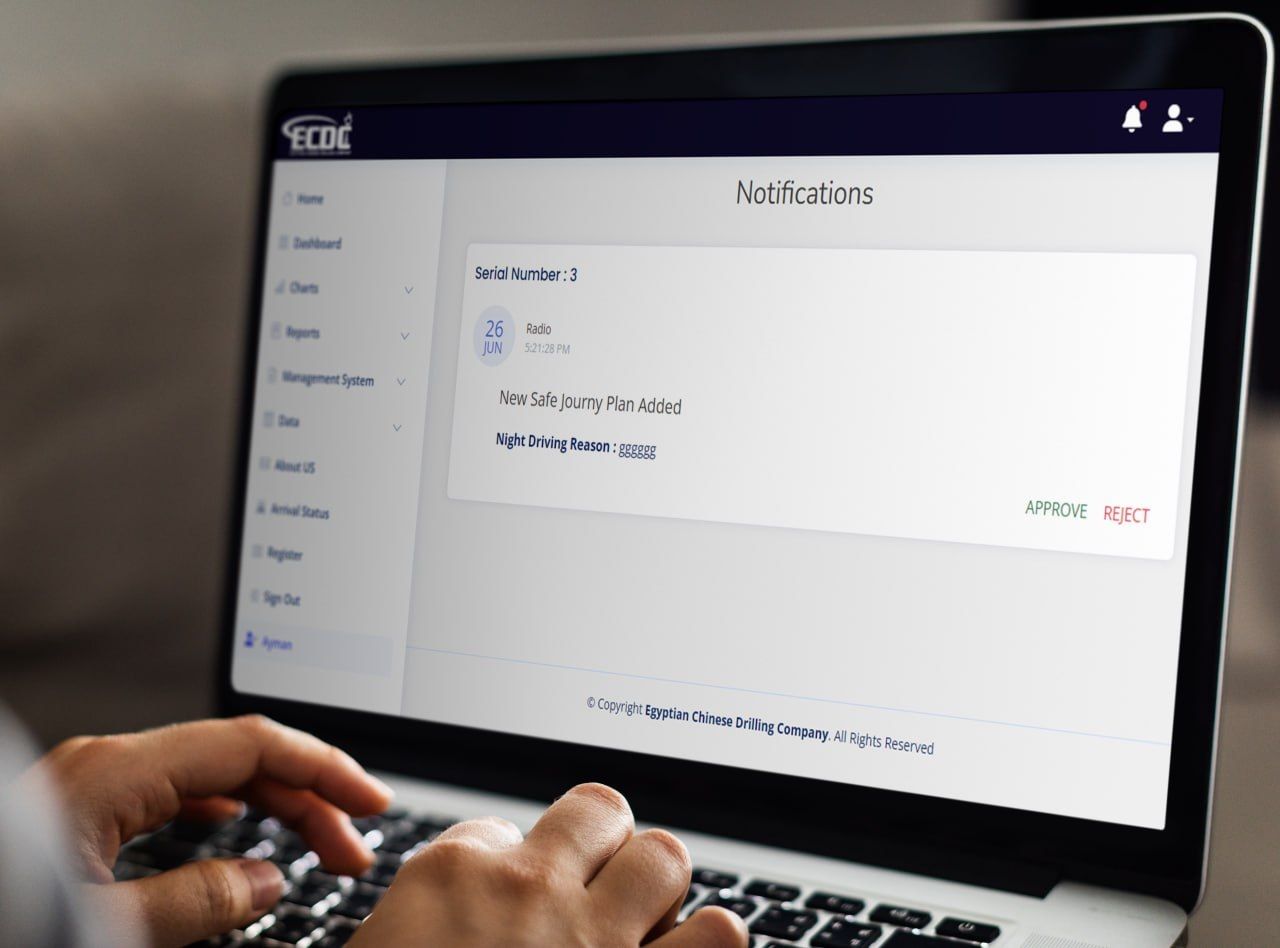 ECDC
Home
Dashboard
Charts
Reports
Management System
Data
About US
Arrival Status
Register
Sign Out
Ayman
Notifications
Serial Number : 3
26
JUN
Radio
5:21:28 PM
New Safe Journy Plan Added
Night Driving Reason : gggggg
APPROVE REJECT
© Copyright Egyptian Chinese Drilling Company. All Rights Reserved